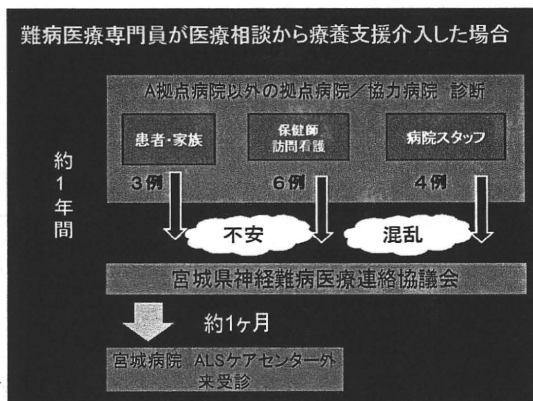 難病医療専門員が医療相談から療養支援介入した場合
A拠点病院以外の拠点病院／協力病院 診断
患者・家族
保健師
訪問看護
病院スタッフ
3例
6例
4例
約1年間
不安
混乱
宮城県神経難病医療連絡協議会
約1ヶ月
宮城病院 ALSケアセンター外
来受診